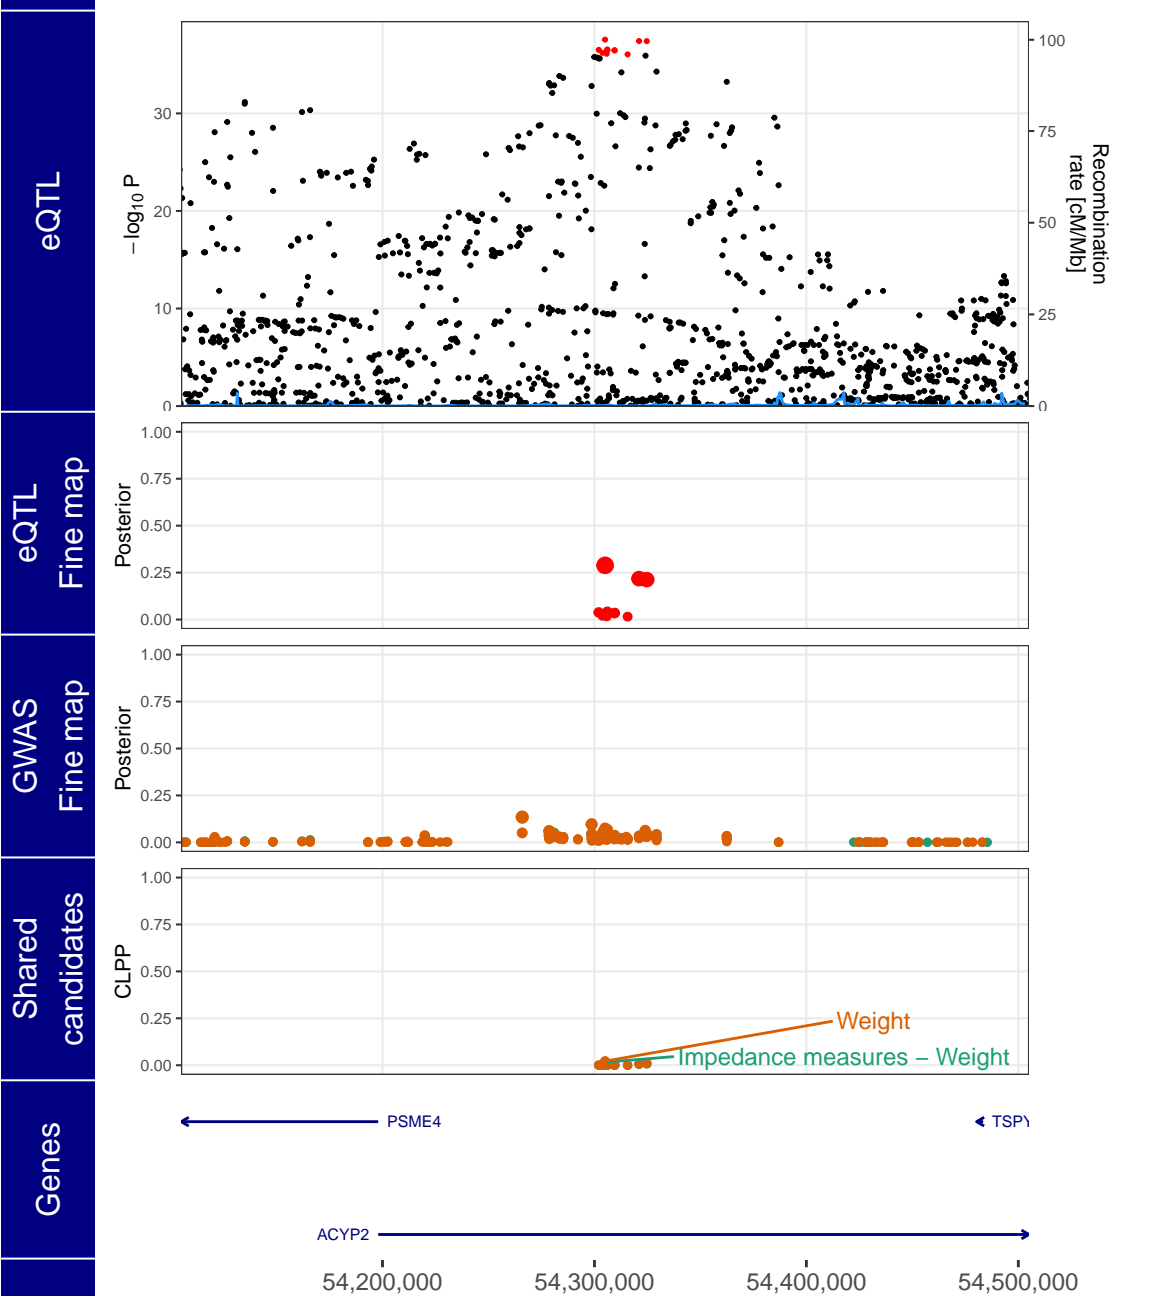 eQTL
−log10 P
30
20
10
0
100
75
50
25
0
Recombination
rate [cM/Mb]
eQTL
Fine map
Posterior
1.00
0.75
0.50
0.25
0.00
GWAS
Fine map
Posterior
1.00
0.75
0.50
0.25
0.00
Shared
candidates
CLPP
1.00
0.75
0.50
0.25
0.00
Weight
Impedance measures − Weight
Genes
PSME4
TSPY
ACYP2
54,200,000
54,300,000
54,400,000
54,500,000